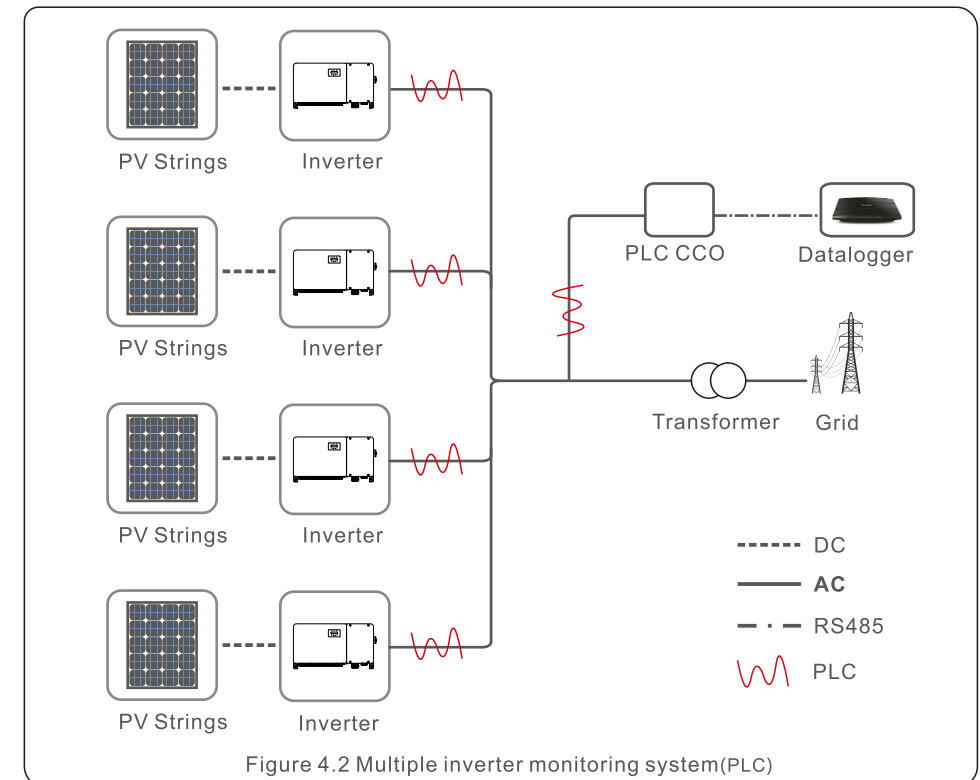 PV Strings
Inverter
PV Strings
Inverter
PLC CCO
Datalogger
Transformer
Grid
PV Strings
Inverter
DC
AC
RS485
PLC
PV Strings
Inverter
Figure 4.2 Multiple inverter monitoring system(PLC)